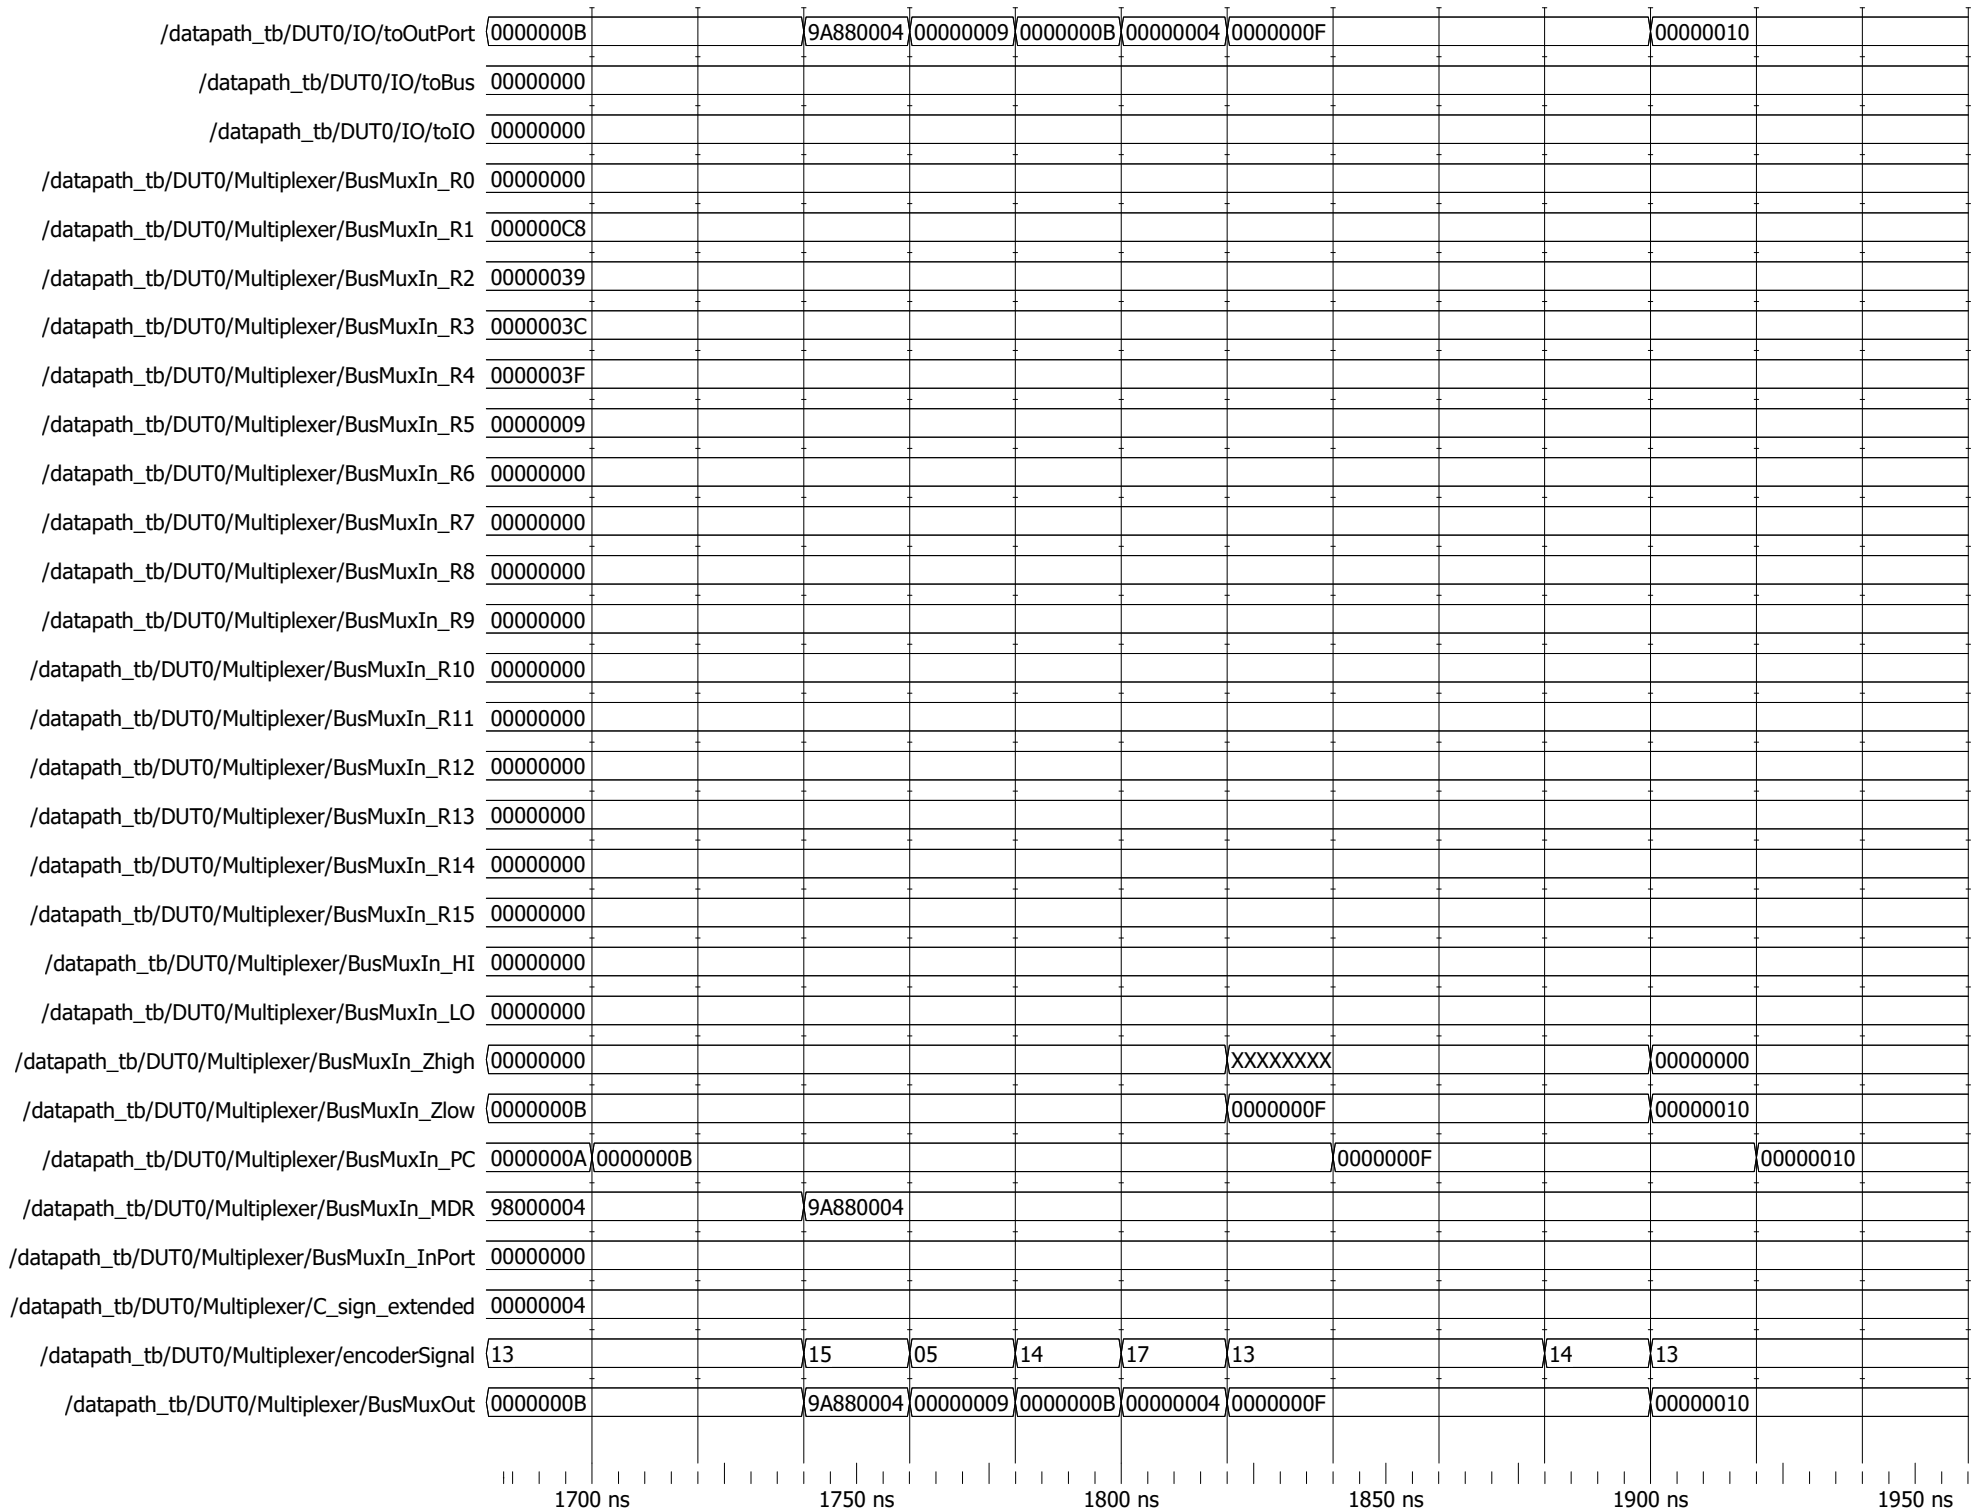 /datapath_tb/DUT0/IO/toOutPort 0000000B 9A880004 00000009 0000000B 00000004 0000000F 00000010
/datapath_tb/DUT0/IO/toBus 00000000
/datapath_tb/DUT0/IO/toIO 00000000
/datapath_tb/DUT0/Multiplexer/BusMuxIn_R0 00000000
/datapath_tb/DUT0/Multiplexer/BusMuxIn_R1 000000C8
/datapath_tb/DUT0/Multiplexer/BusMuxIn_R2 00000039
/datapath_tb/DUT0/Multiplexer/BusMuxIn_R3 0000003C
/datapath_tb/DUT0/Multiplexer/BusMuxIn_R4 0000003F
/datapath_tb/DUT0/Multiplexer/BusMuxIn_R5 00000009
/datapath_tb/DUT0/Multiplexer/BusMuxIn_R6 00000000
/datapath_tb/DUT0/Multiplexer/BusMuxIn_R7 00000000
/datapath_tb/DUT0/Multiplexer/BusMuxIn_R8 00000000
/datapath_tb/DUT0/Multiplexer/BusMuxIn_R9 00000000
/datapath_tb/DUT0/Multiplexer/BusMuxIn_R10 00000000
/datapath_tb/DUT0/Multiplexer/BusMuxIn_R11 00000000
/datapath_tb/DUT0/Multiplexer/BusMuxIn_R12 00000000
/datapath_tb/DUT0/Multiplexer/BusMuxIn_R13 00000000
/datapath_tb/DUT0/Multiplexer/BusMuxIn_R14 00000000
/datapath_tb/DUT0/Multiplexer/BusMuxIn_R15 00000000
/datapath_tb/DUT0/Multiplexer/BusMuxIn_HI 00000000
/datapath_tb/DUT0/Multiplexer/BusMuxIn_LO 00000000
/datapath_tb/DUT0/Multiplexer/BusMuxIn_Zhigh 00000000 XXXXXXXX 00000000
/datapath_tb/DUT0/Multiplexer/BusMuxIn_Zlow 0000000B 0000000F 00000010
/datapath_tb/DUT0/Multiplexer/BusMuxIn_PC 0000000A 0000000B 0000000F 00000010
/datapath_tb/DUT0/Multiplexer/BusMuxIn_MDR 98000004 9A880004
/datapath_tb/DUT0/Multiplexer/BusMuxIn_InPort 00000000
/datapath_tb/DUT0/Multiplexer/C_sign_extended 00000004
/datapath_tb/DUT0/Multiplexer/encoderSignal 13 15 05 14 17 13 14 13
/datapath_tb/DUT0/Multiplexer/BusMuxOut 0000000B 9A880004 00000009 0000000B 00000004 0000000F 00000010
1700 ns 1750 ns 1800 ns 1850 ns 1900 ns 1950 ns